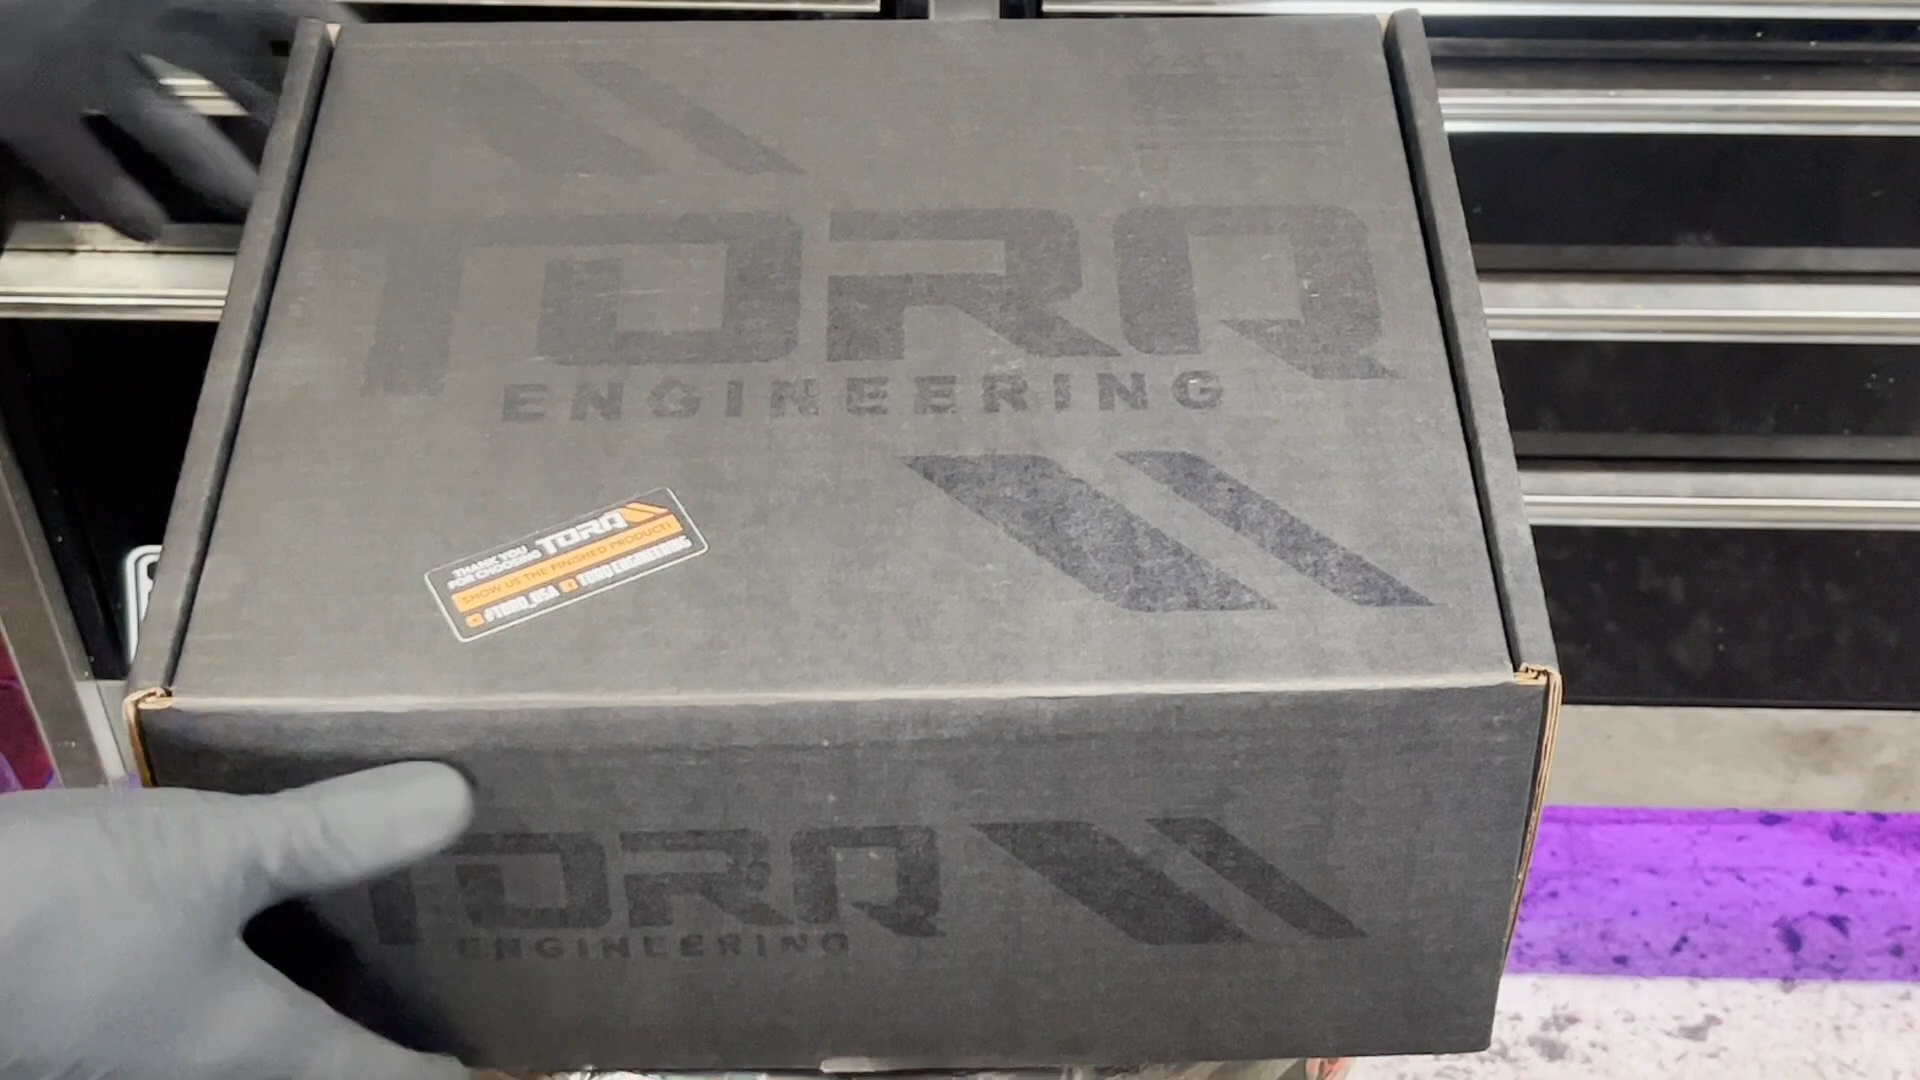 TORQ
ENGINEERING
THANK YOU
FOR CHOOSING TORQ
SHOW US THE FINISHED PRODUCT!
@TORQ_USA TORQ ENGINEERING
TORQ
ENGINEERING